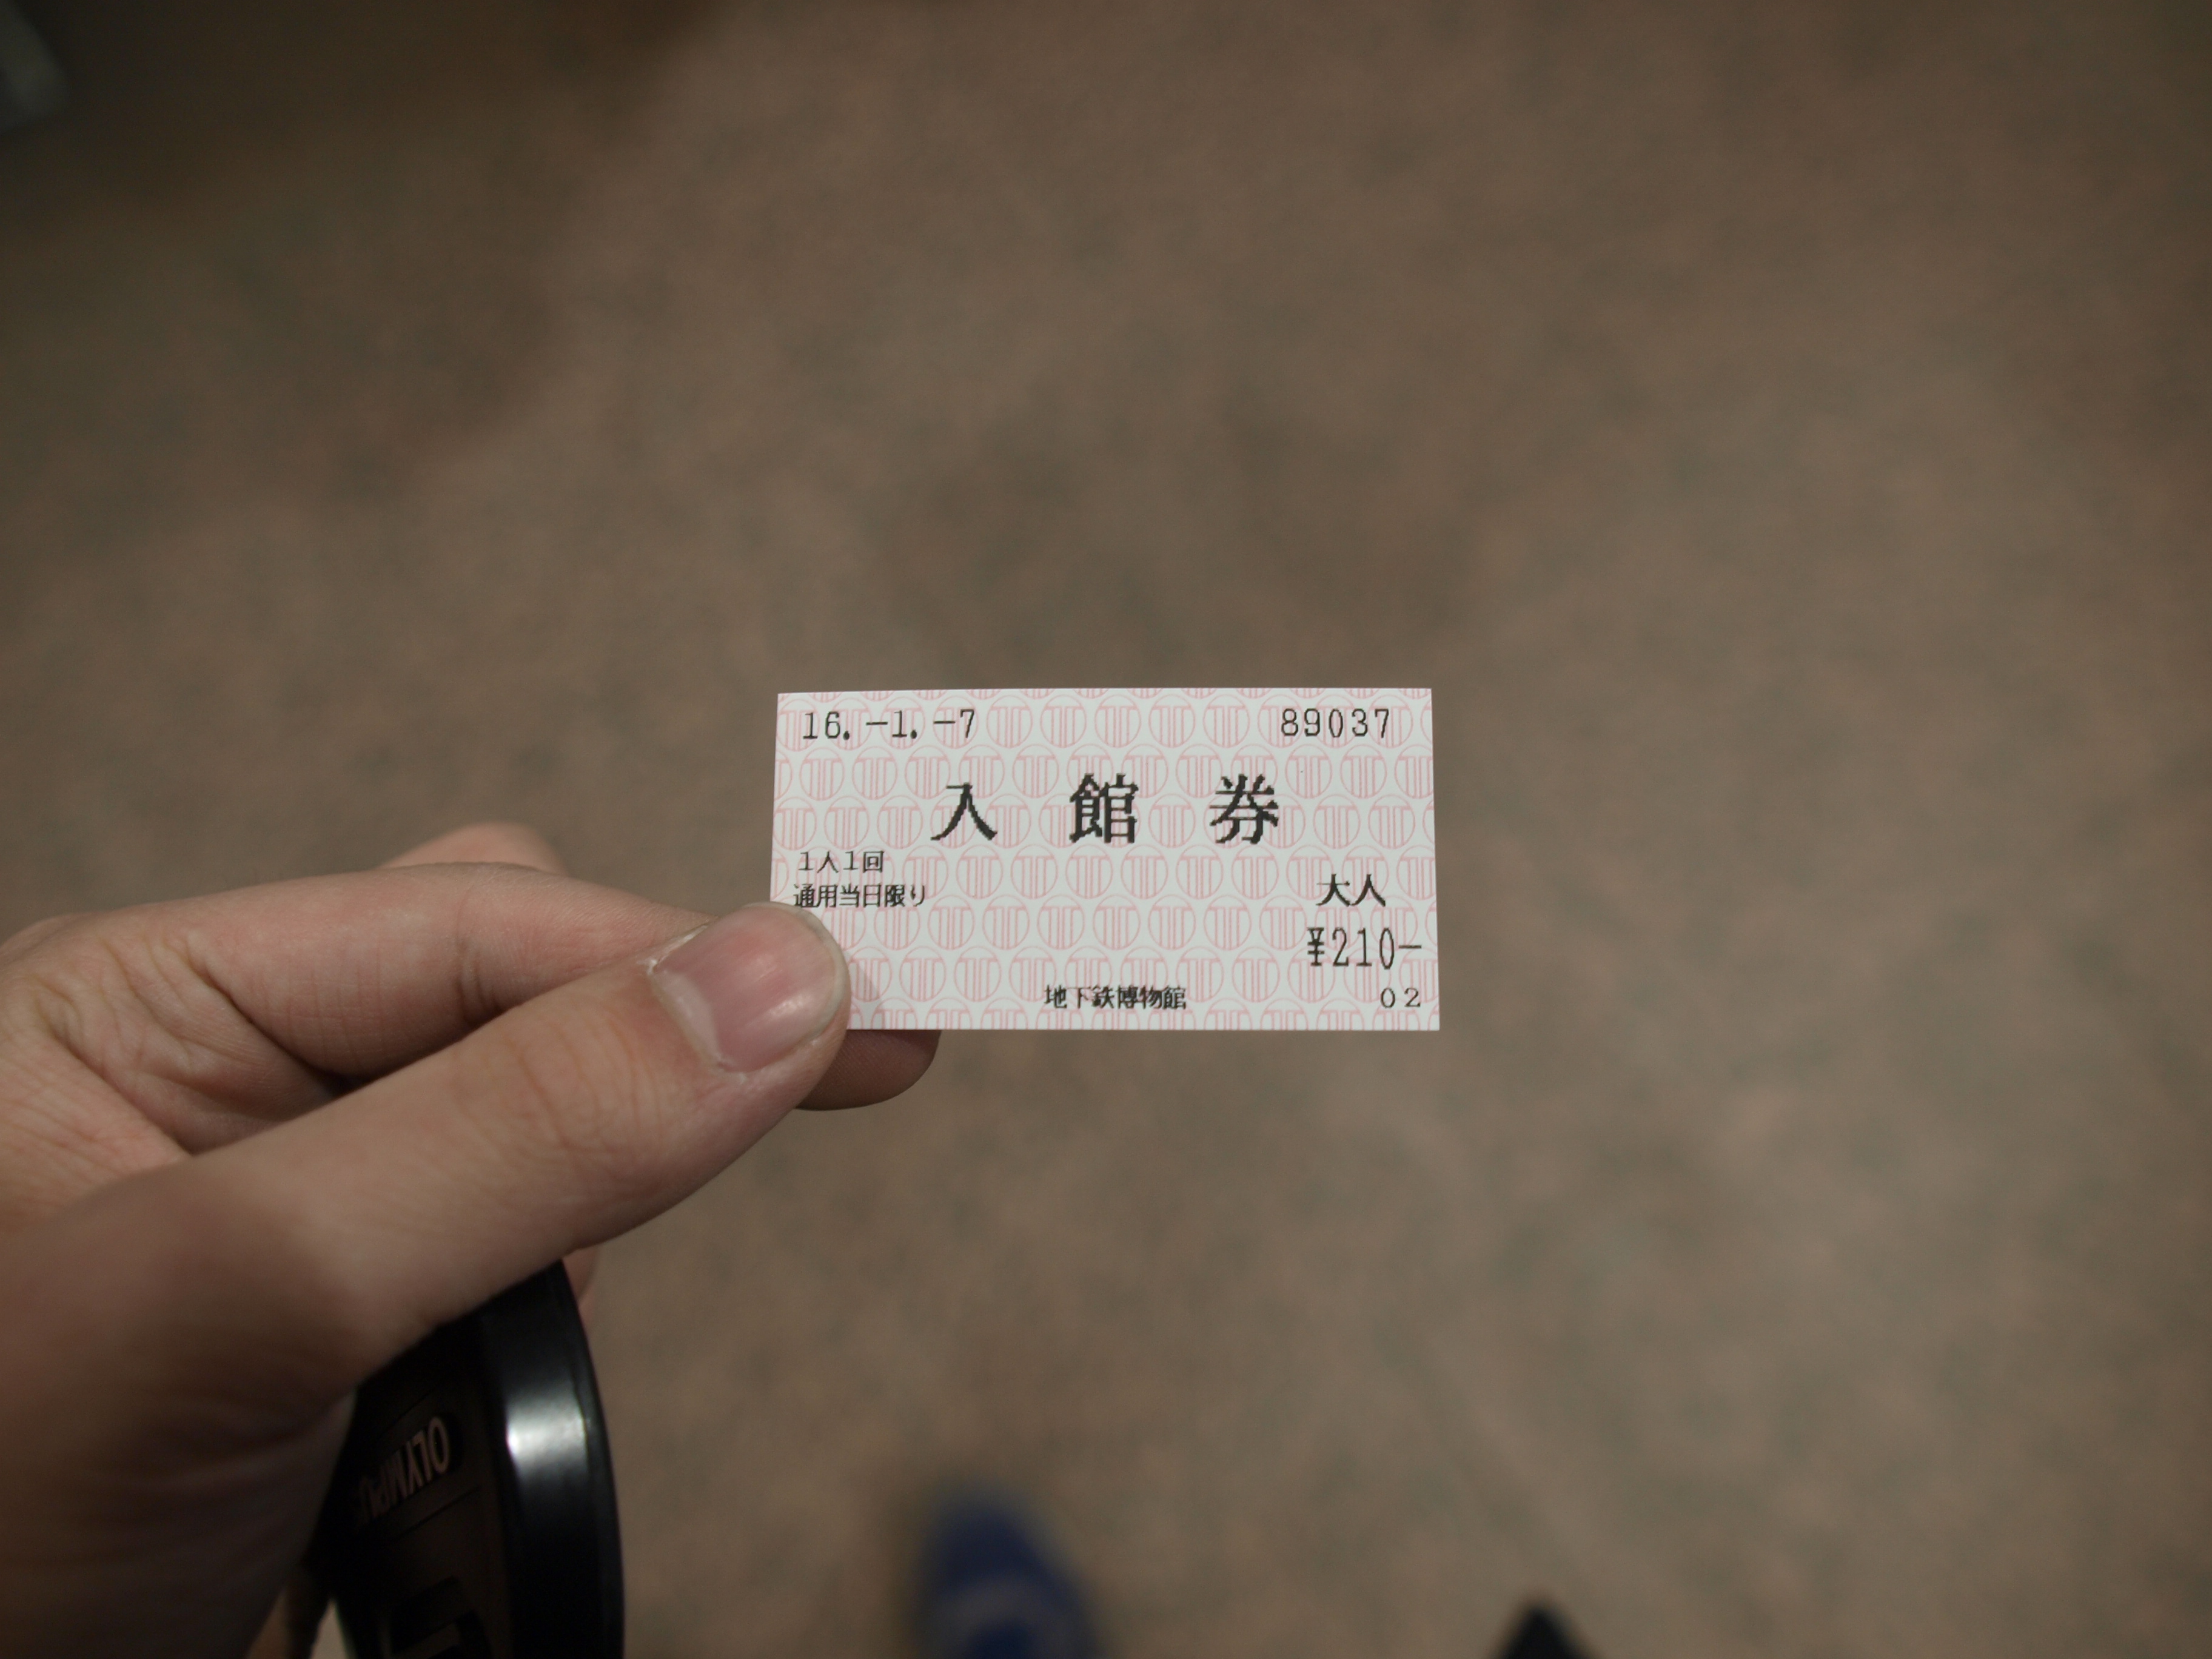 16.-1.-7 89037
入館券
1人1回
通用当日限り
大人
¥210-
地下鉄博物館 02
OLYMPUS